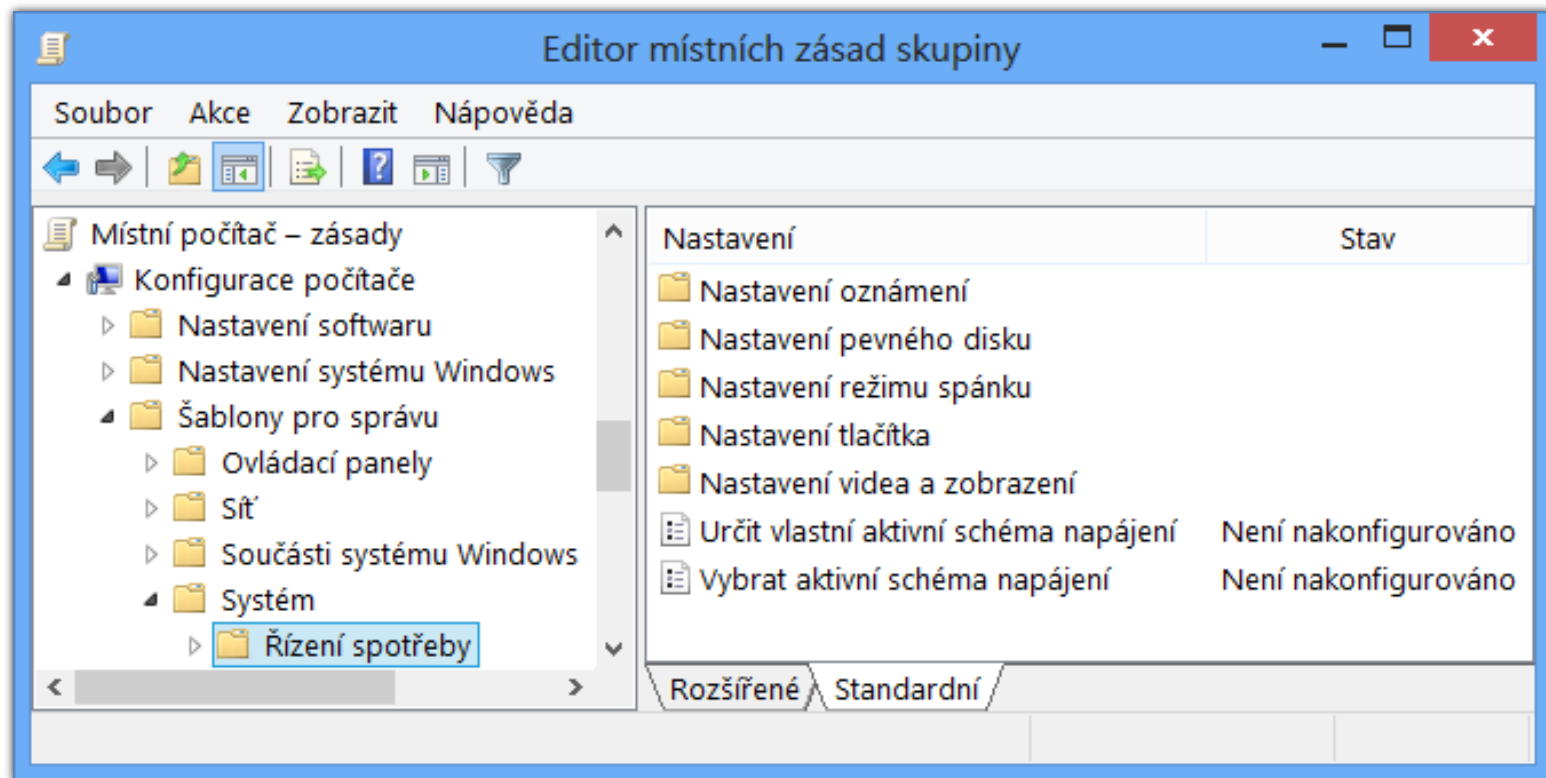 Editor místních zásad skupiny
Soubor Akce Zobrazit Nápověda
Místní počítač – zásady
Konfigurace počítače
Nastavení softwaru
Nastavení systému Windows
Šablony pro správu
Ovládací panely
Síť
Součásti systému Windows
Systém
Řízení spotřeby
Nastavení Stav
Nastavení oznámení
Nastavení pevného disku
Nastavení režimu spánku
Nastavení tlačítka
Nastavení videa a zobrazení
Určit vlastní aktivní schéma napájení Není nakonfigurováno
Vybrat aktivní schéma napájení Není nakonfigurováno
Rozšířené Standardní